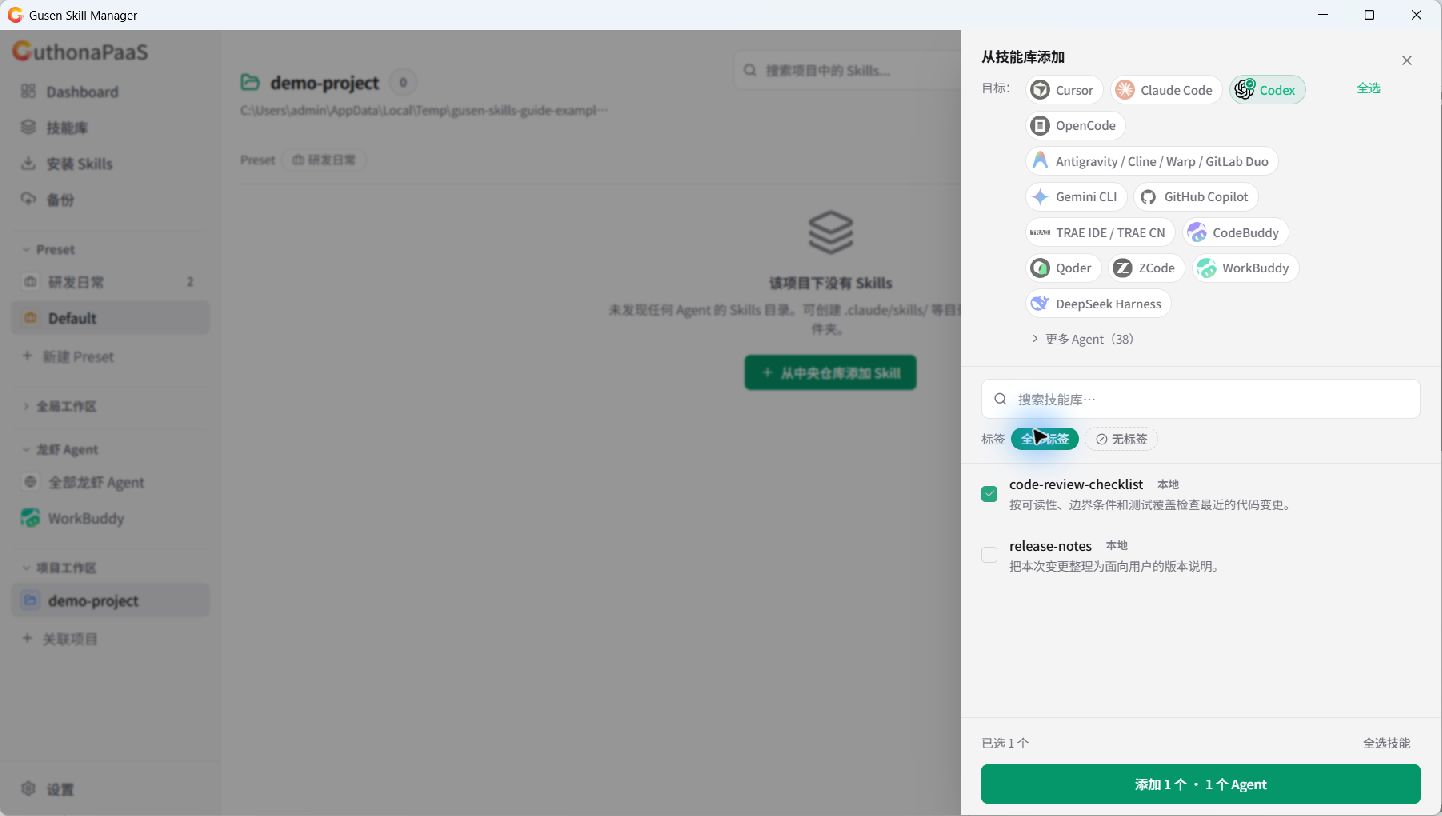 Gusen Skill Manager
GuthonaPaaS
Dashboard
技能库
安装 Skills
备份
Preset
研发日常 2
Default
新建 Preset
全局工作区
龙虾 Agent
全部龙虾 Agent
WorkBuddy
项目工作区
demo-project
关联项目
设置
demo-project 0
搜索项目中的 Skills...
C:\Users\admin\AppData\Local\Temp\gusen-skills-guide-exampl…
Preset 研发日常
该项目下没有 Skills
未发现任何 Agent 的 Skills 目录。可创建 .claude/skills/ 等目
件夹。
从中央仓库添加 Skill
从技能库添加
目标: Cursor Claude Code Codex 全选
OpenCode
Antigravity / Cline / Warp / GitLab Duo
Gemini CLI GitHub Copilot
TRAE TRAE IDE / TRAE CN CodeBuddy
Qoder ZCode WorkBuddy
DeepSeek Harness
更多 Agent（38）
搜索技能库…
标签 全 标签 无标签
code-review-checklist 本地
按可读性、边界条件和测试覆盖检查最近的代码变更。
release-notes 本地
把本次变更整理为面向用户的版本说明。
已选 1 个 全选技能
添加 1 个 · 1 个 Agent